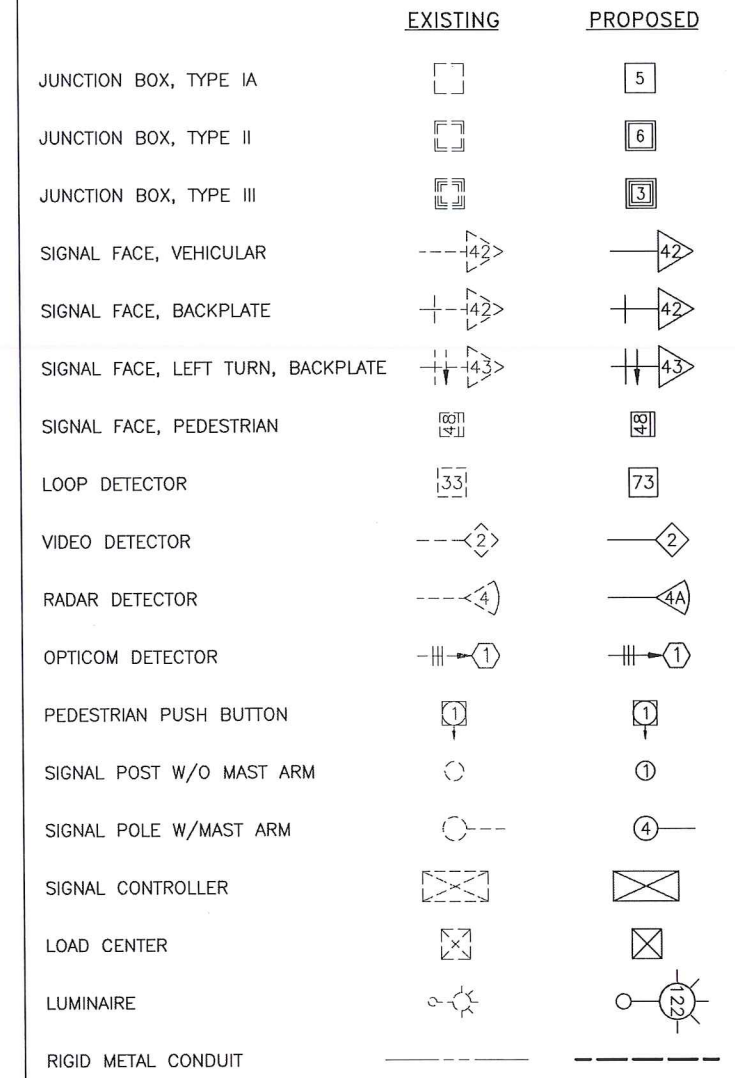 EXISTING PROPOSED
JUNCTION BOX, TYPE IA 5
JUNCTION BOX, TYPE II 6
JUNCTION BOX, TYPE III 3
SIGNAL FACE, VEHICULAR 42 42
SIGNAL FACE, BACKPLATE 42 42
SIGNAL FACE, LEFT TURN, BACKPLATE 43 43
SIGNAL FACE, PEDESTRIAN 48 48
LOOP DETECTOR 33 73
VIDEO DETECTOR 2 2
RADAR DETECTOR 4 4A
OPTICOM DETECTOR 1 1
PEDESTRIAN PUSH BUTTON 1 1
SIGNAL POST W/O MAST ARM 1
SIGNAL POLE W/MAST ARM 4
SIGNAL CONTROLLER
LOAD CENTER
LUMINAIRE 122
RIGID METAL CONDUIT